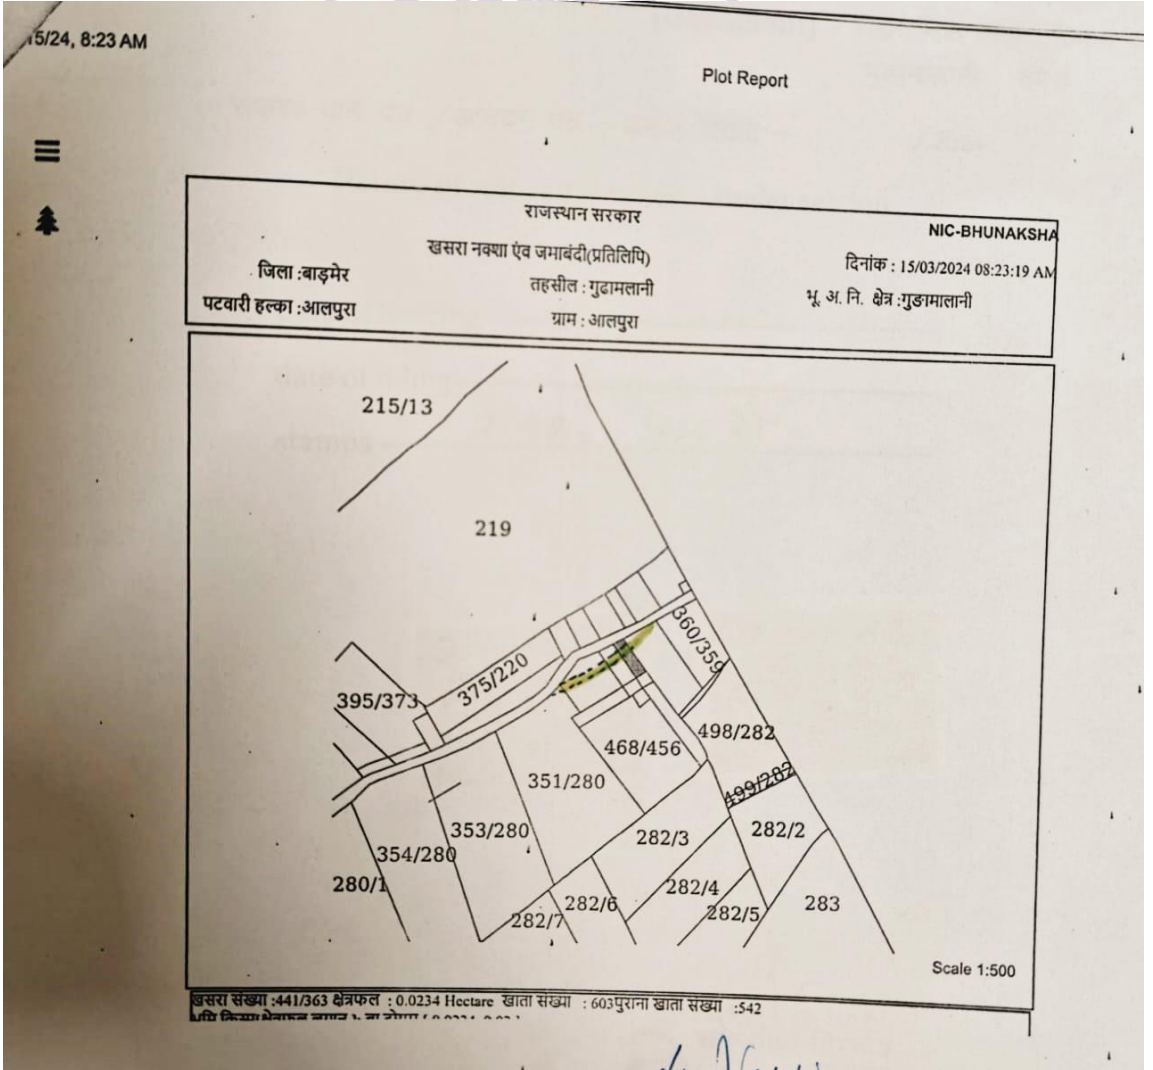 15/24, 8:23 AM
Plot Report
राजस्थान सरकार
NIC-BHUNAKSHA
खसरा नक्शा एंव जमाबंदी(प्रतिलिपि)
जिला :बाड़मेर
तहसील : गुढामलानी
दिनांक : 15/03/2024 08:23:19 AM
पटवारी हल्का :आलपुरा
ग्राम : आलपुरा
भू. अ. नि. क्षेत्र :गुङामालानी
215/13
219
360/359
375/220
395/373
498/282
468/456
351/280
499/282
353/280
282/3
282/2
354/280
280/1
282/4
282/6
282/5
283
282/7
Scale 1:500
खसरा संख्या :441/363 क्षेत्रफल : 0.0234 Hectare खाता संख्या : 603पुराना खाता संख्या :542